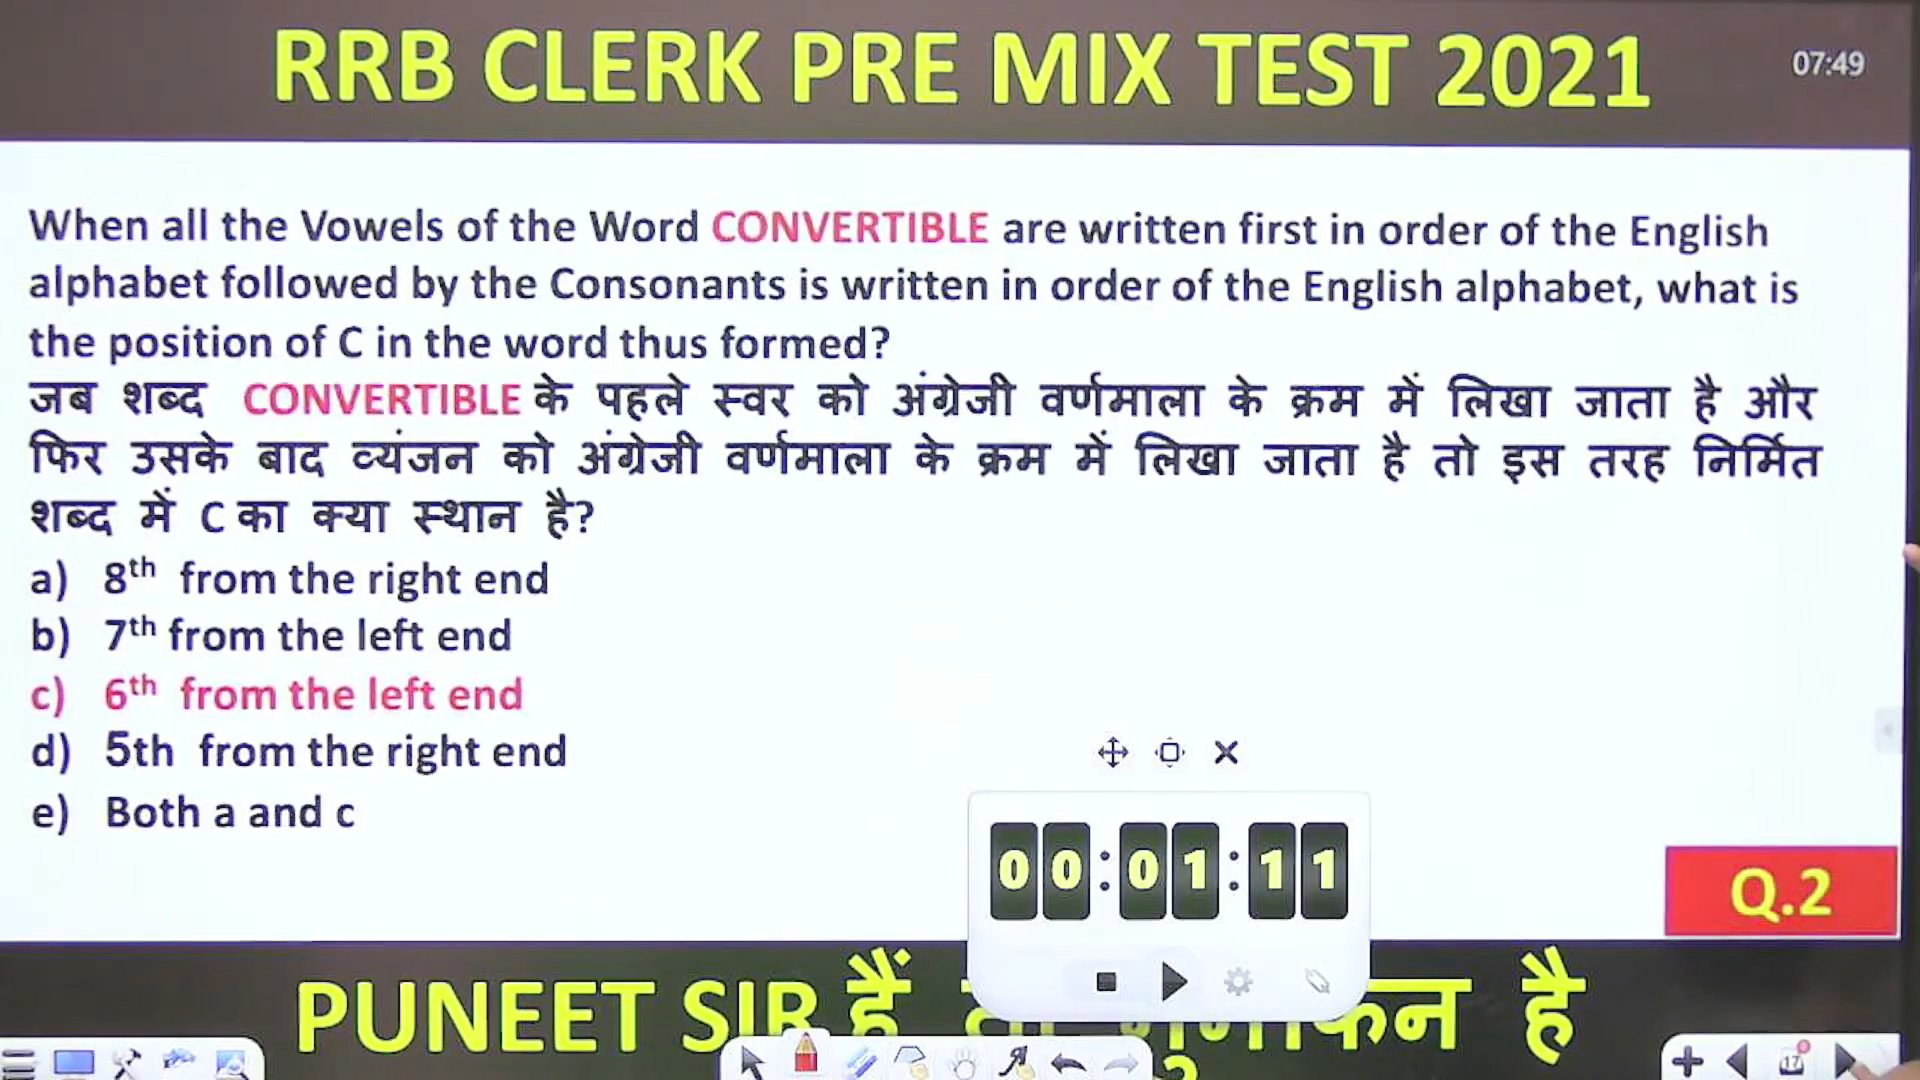 RRB CLERK PRE MIX TEST 2021
07:49
When all the Vowels of the Word CONVERTIBLE are written first in order of the English
alphabet followed by the Consonants is written in order of the English alphabet, what is
the position of C in the word thus formed?
जब शब्द CONVERTIBLE के पहले स्वर को अंग्रेजी वर्णमाला के क्रम में लिखा जाता है और
फिर उसके बाद व्यंजन को अंग्रेजी वर्णमाला के क्रम में लिखा जाता है तो इस तरह निर्मित
शब्द में C का क्या स्थान है?
a) 8th from the right end
b) 7th from the left end
c) 6th from the left end
d) 5th from the right end
e) Both a and c
00:01:11
Q.2
PUNEET SIR हैं है
17